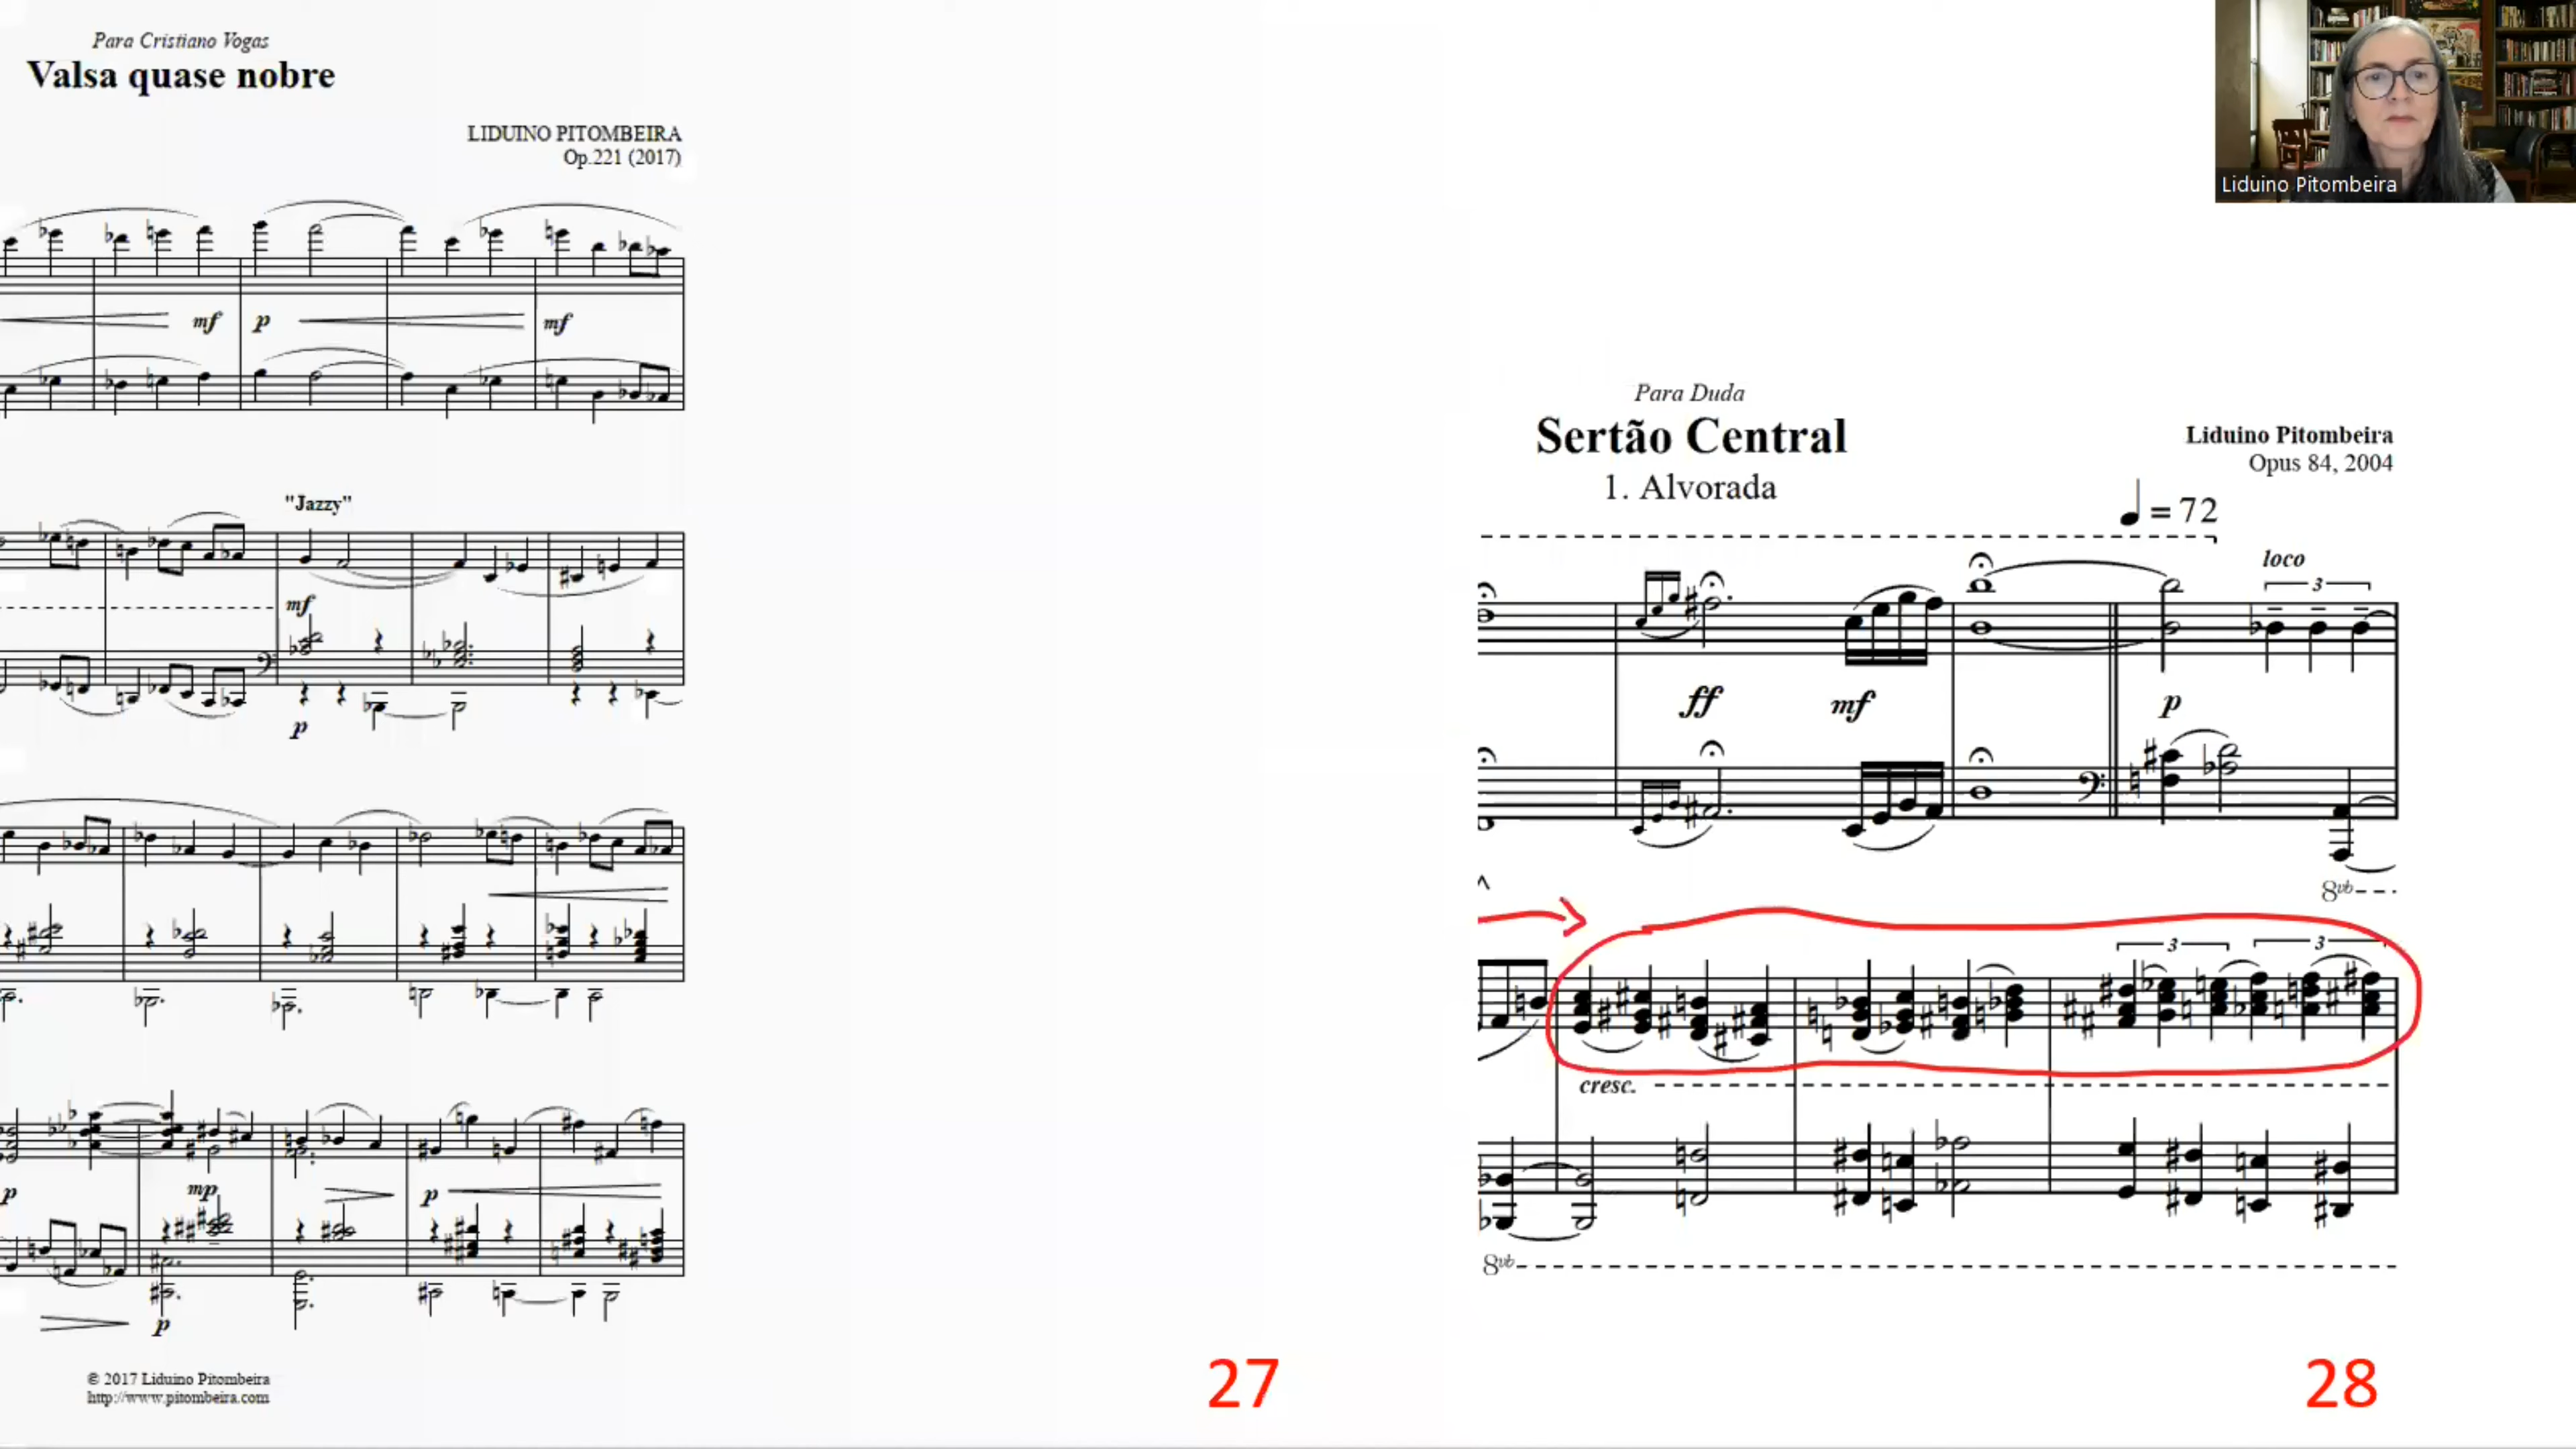 Para Cristiano Vogas
Valsa quase nobre
LIDUINO PITOMBEIRA
Op.221 (2017)
mf
p
mf
"Jazzy"
mf
p
p
mp
p
p
© 2017 Liduino Pitombeira
http://www.pitombeira.com
27
Liduino Pitombeira
Para Duda
Sertão Central
Liduino Pitombeira
Opus 84, 2004
1. Alvorada
= 72
loco
3
ff
mf
p
8vb
3
3
cresc.
8vb
28